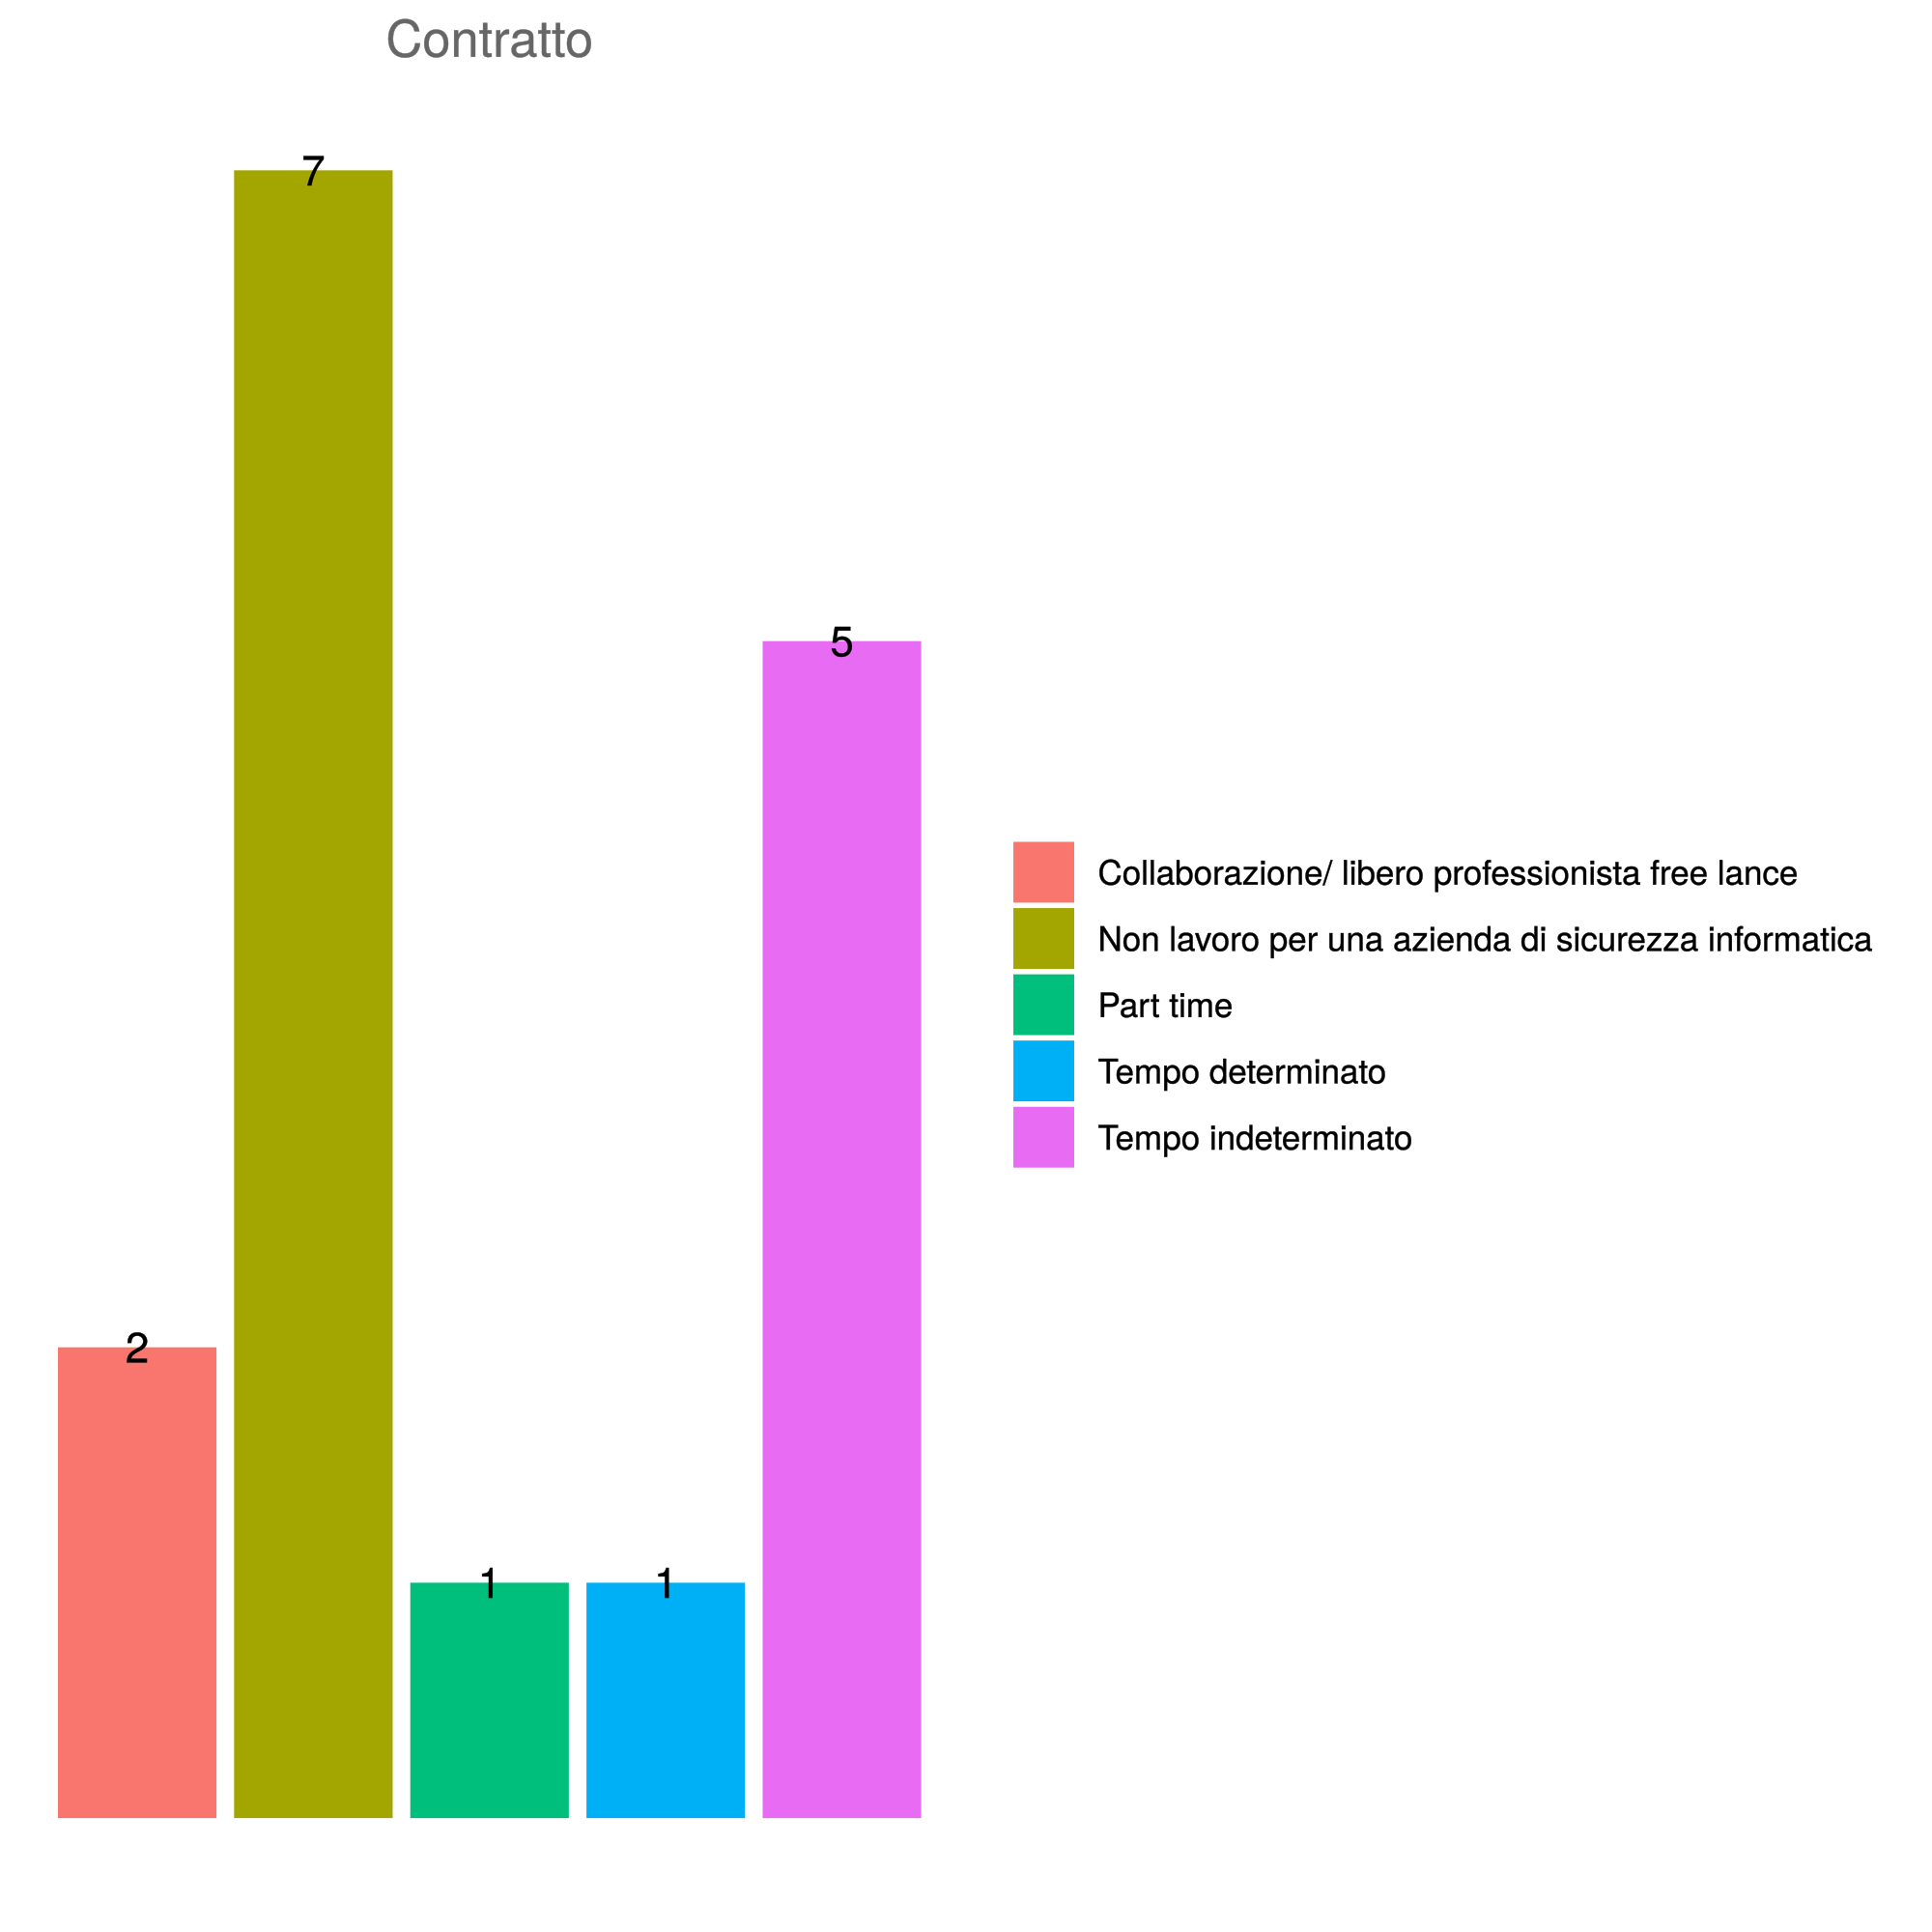 Contratto
7
5
2
1
1
Collaborazione/ libero professionista free lance
Non lavoro per una azienda di sicurezza informatica
Part time
Tempo determinato
Tempo indeterminato